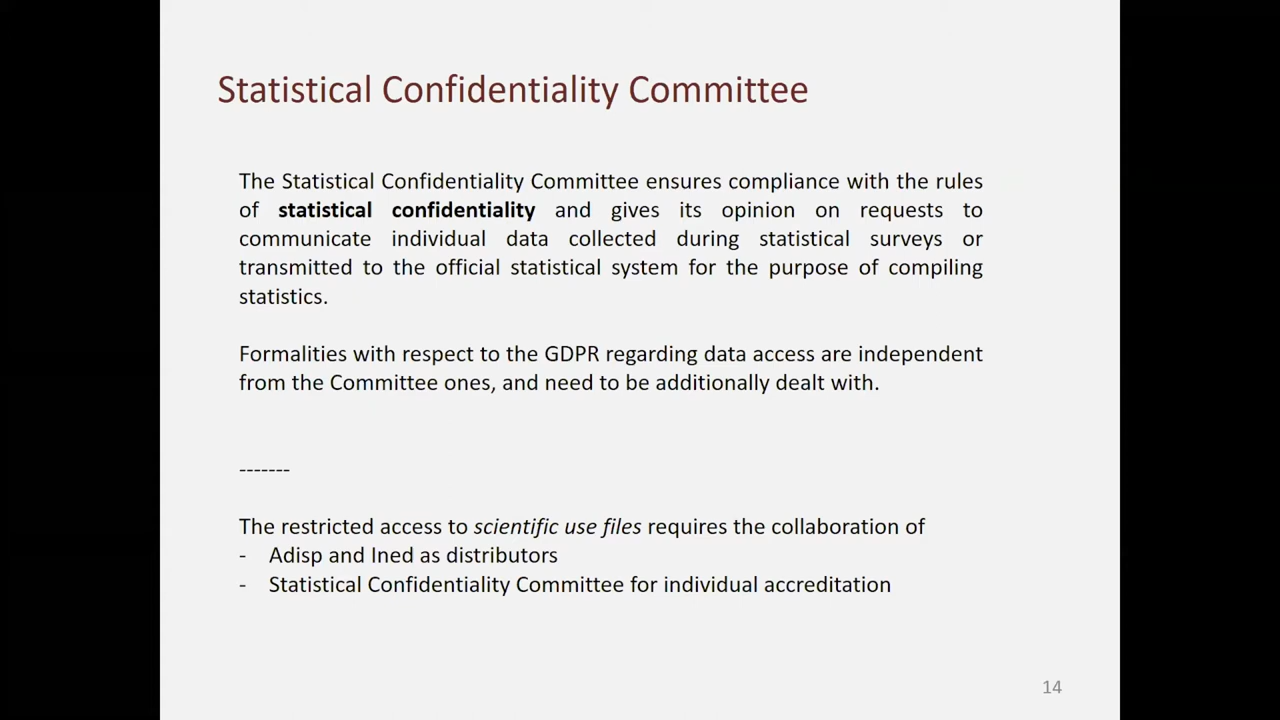 Statistical Confidentiality Committee
The Statistical Confidentiality Committee ensures compliance with the rules
of statistical confidentiality and gives its opinion on requests to
communicate individual data collected during statistical surveys or
transmitted to the official statistical system for the purpose of compiling
statistics.
Formalities with respect to the GDPR regarding data access are independent
from the Committee ones, and need to be additionally dealt with.
-------
The restricted access to scientific use files requires the collaboration of
- Adisp and Ined as distributors
- Statistical Confidentiality Committee for individual accreditation
14